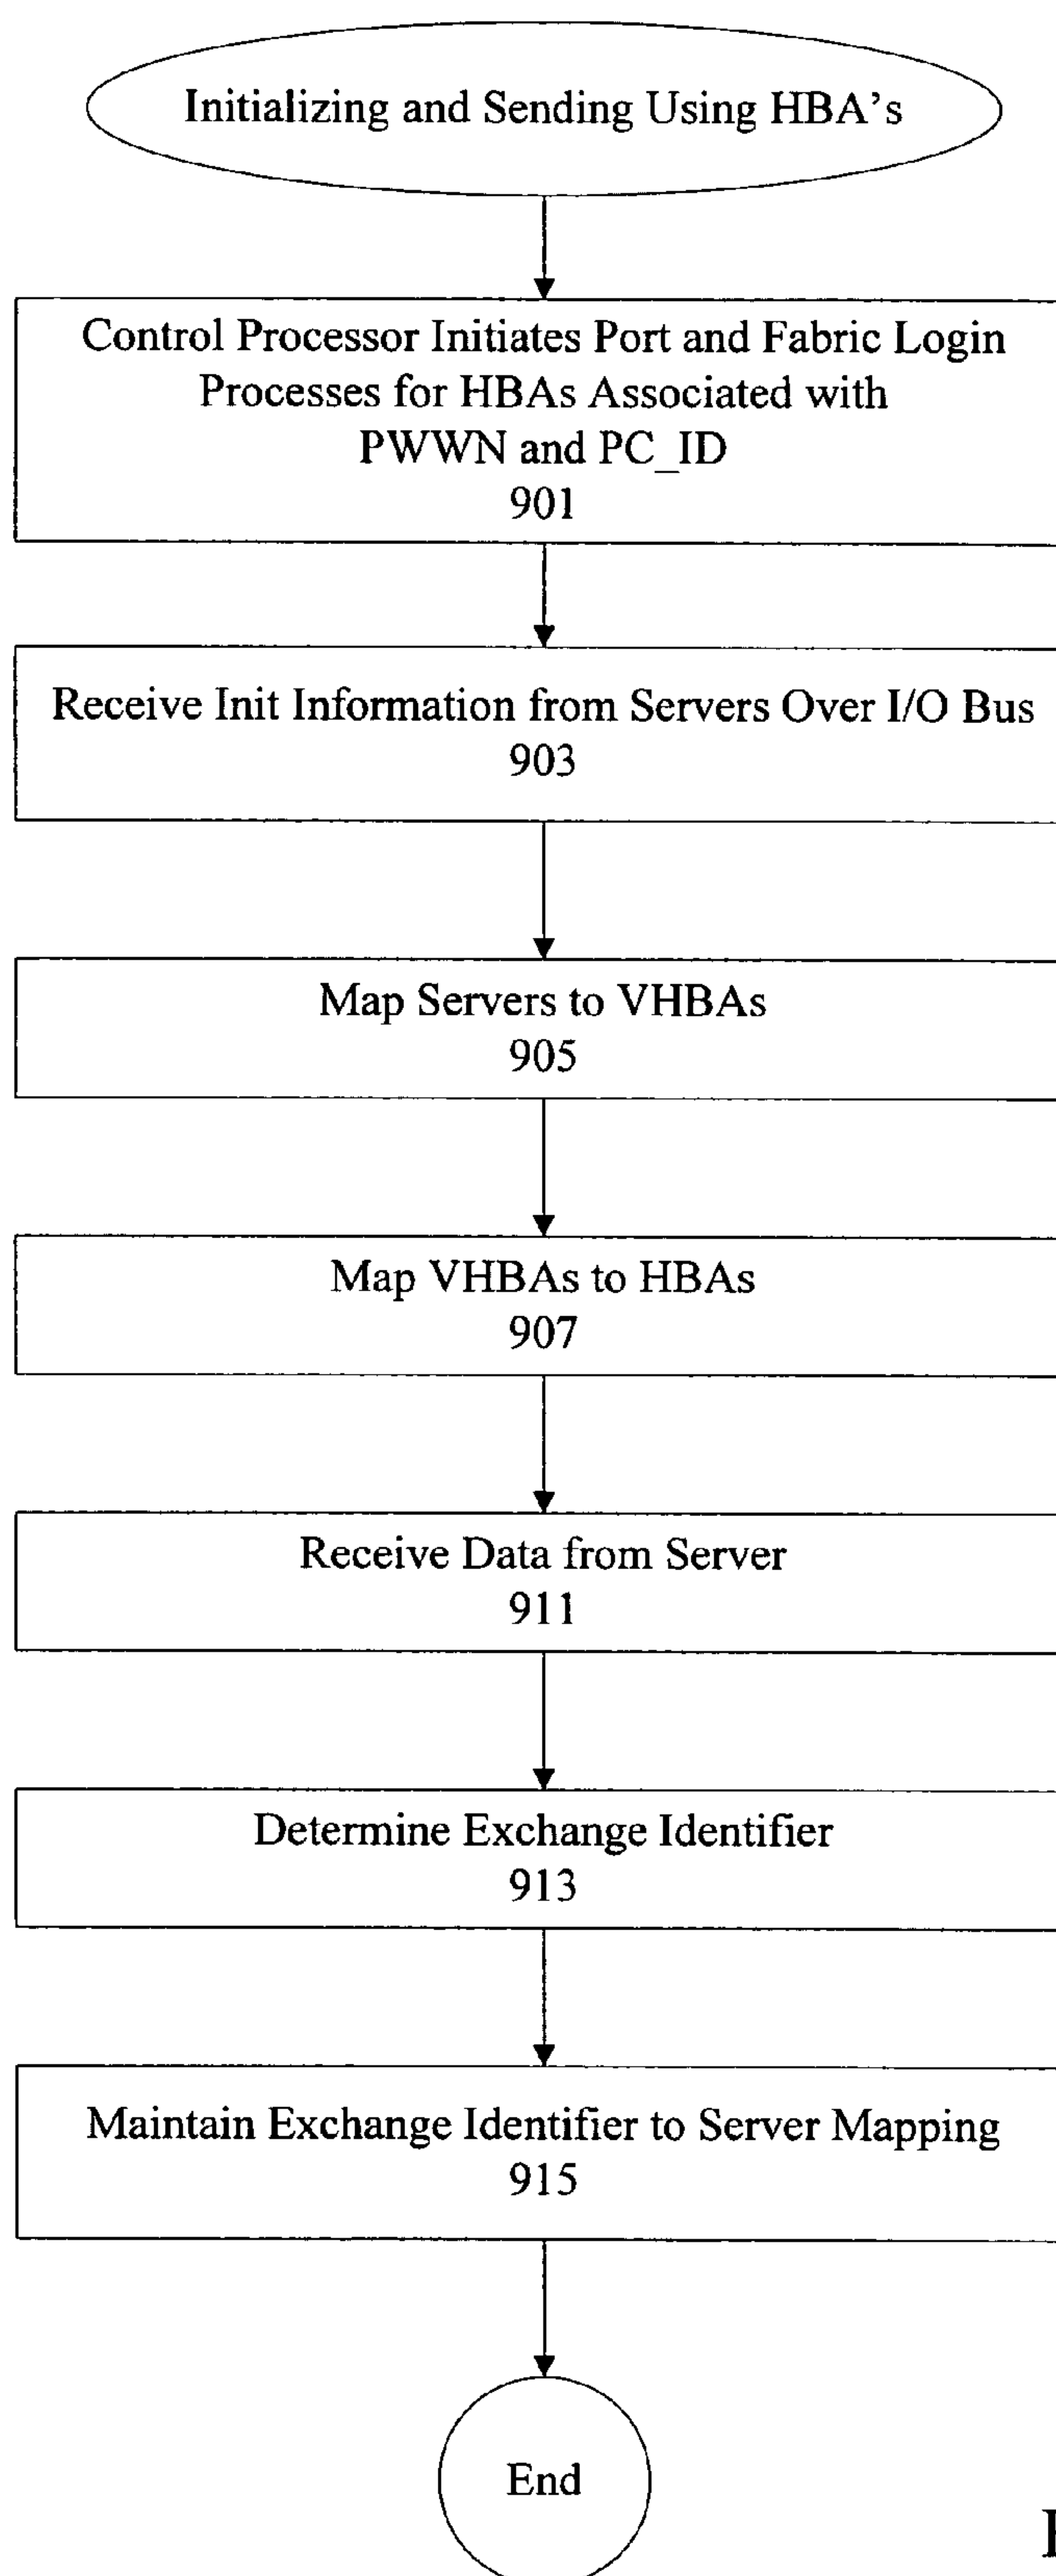 Initializing and Sending Using HBA's
Control Processor Initiates Port and Fabric Login
Processes for HBAs Associated with
PWWN and PC_ID
901
Receive Init Information from Servers Over I/O Bus
903
Map Servers to VHBAs
905
Map VHBAs to HBAs
907
Receive Data from Server
911
Determine Exchange Identifier
913
Maintain Exchange Identifier to Server Mapping
915
End